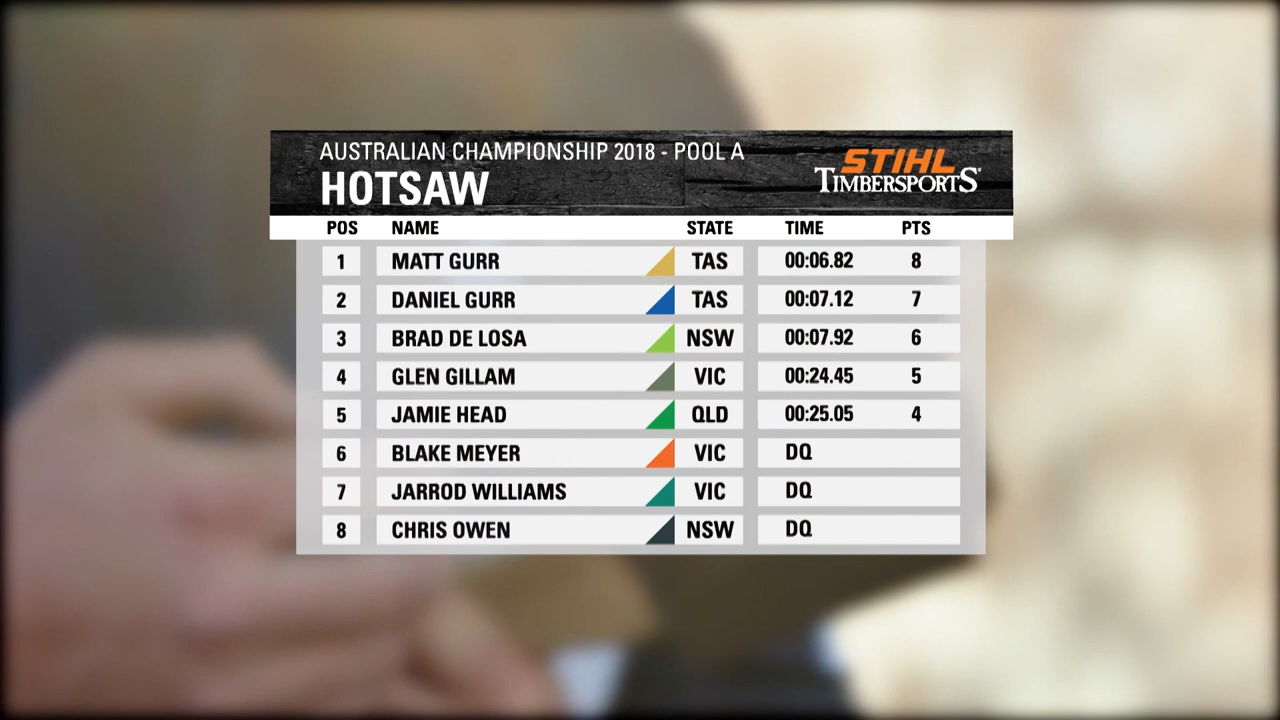 AUSTRALIAN CHAMPIONSHIP 2018 - POOL A
HOTSAW
STIHL
TIMBERSPORTS®
POS NAME STATE TIME PTS
1 MATT GURR TAS 00:06.82 8
2 DANIEL GURR TAS 00:07.12 7
3 BRAD DE LOSA NSW 00:07.92 6
4 GLEN GILLAM VIC 00:24.45 5
5 JAMIE HEAD QLD 00:25.05 4
6 BLAKE MEYER VIC DQ
7 JARROD WILLIAMS VIC DQ
8 CHRIS OWEN NSW DQ